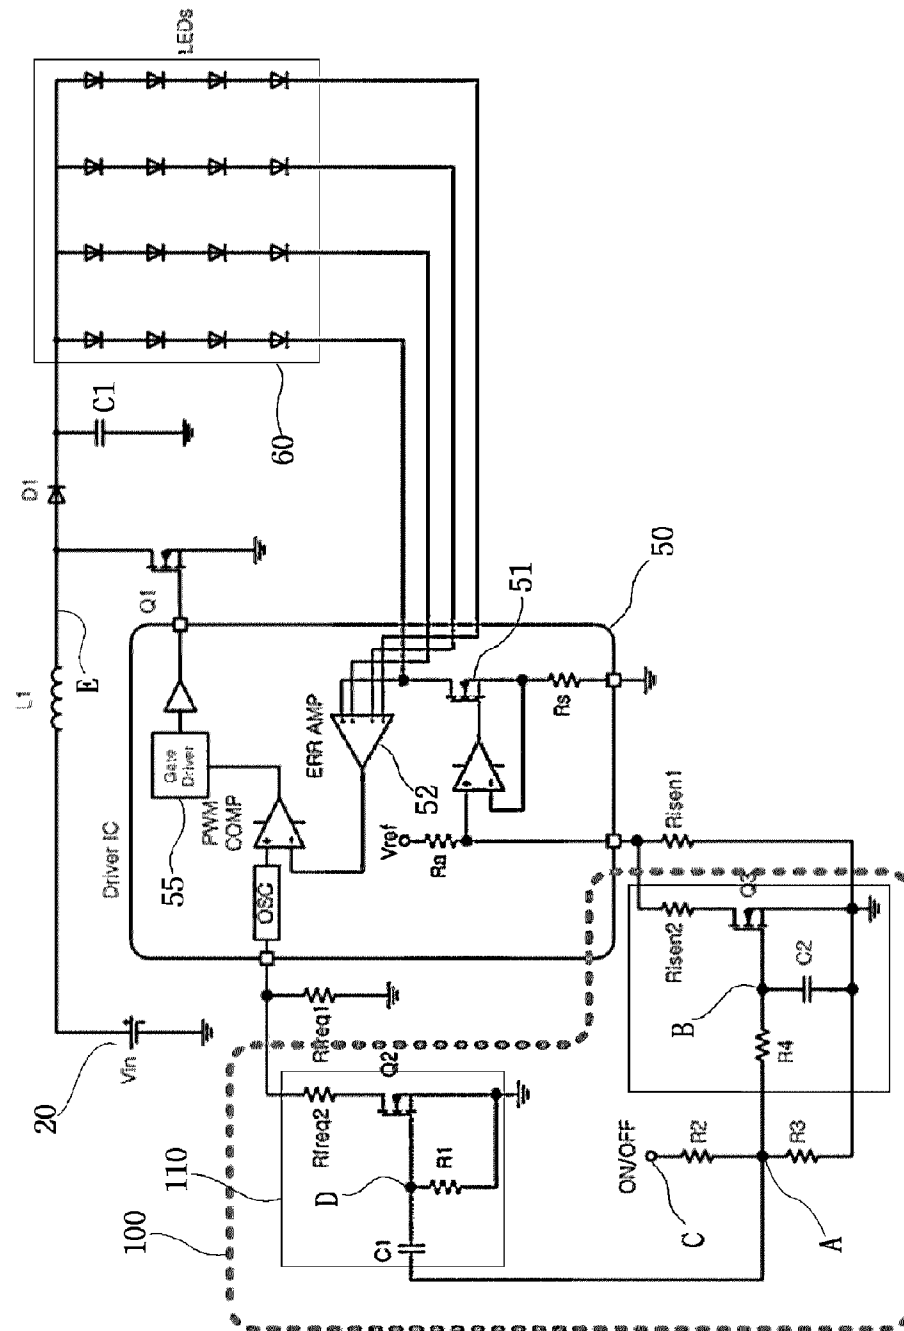 LEDs
60
C1
D1
L1
E
Q1
50
Driver IC
Gate
Driver
55
PWM
COMP
OSC
ERR AMP
52
51
Vref
Ra
Rs
20
Vin
Rfreq1
Rfreq2
Q2
110
100
D
R1
C1
ON/OFF
C
R2
A
R3
R4
B
C2
Risen2
Q3
Risen1